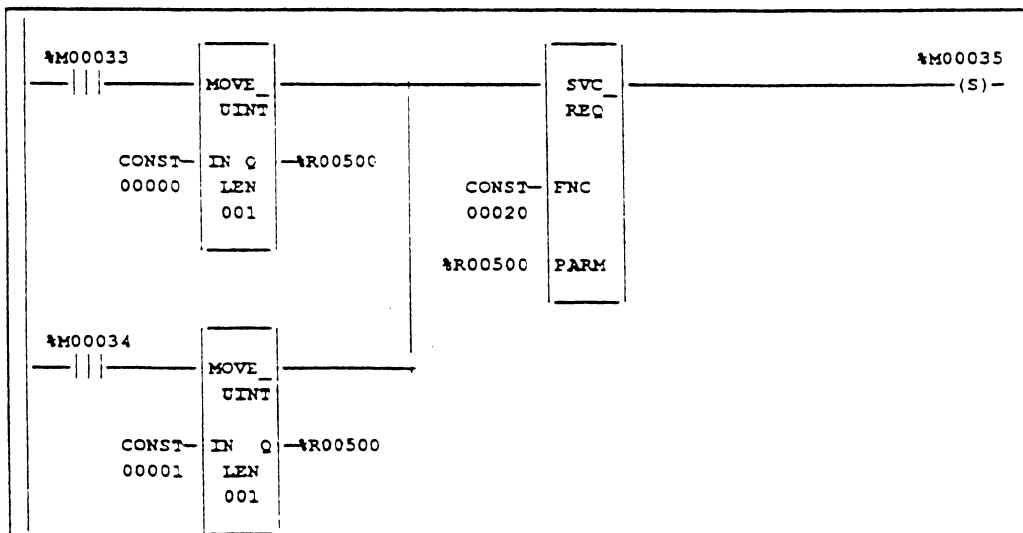 %M00033 %M00035
MOVE_ SVC_ (S)
UINT REQ
CONST IN Q %R00500
00000 LEN CONST FNC
001 00020
%R00500 PARM
%M00034
MOVE_
UINT
CONST IN Q %R00500
00001 LEN
001